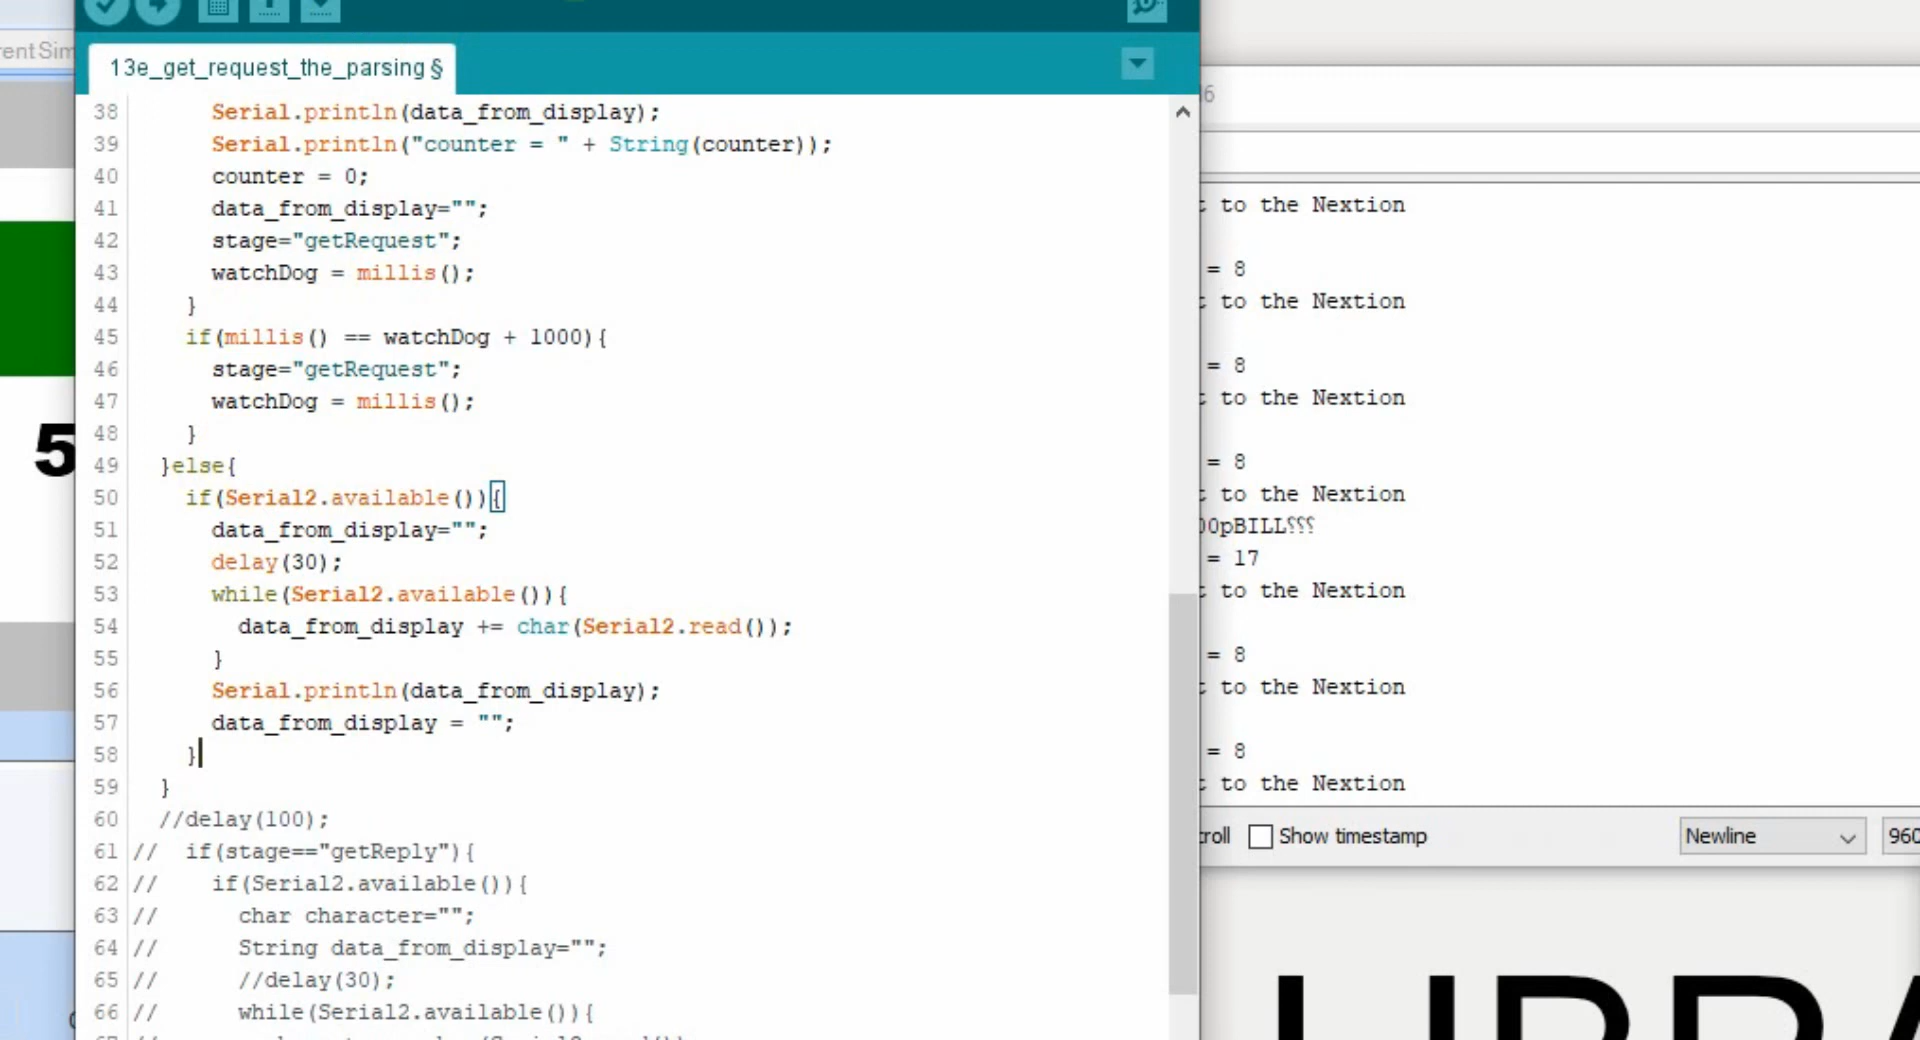 rent Sim
13e_get_request_the_parsing §
38 Serial.println(data_from_display);
39 Serial.println("counter = " + String(counter));
40 counter = 0;
41 data_from_display="";
42 stage="getRequest";
43 watchDog = millis();
44 }
45 if(millis() == watchDog + 1000){
46 stage="getRequest";
47 watchDog = millis();
48 }
49 }else{
50 if(Serial2.available()){
51 data_from_display="";
52 delay(30);
53 while(Serial2.available()){
54 data_from_display += char(Serial2.read());
55 }
56 Serial.println(data_from_display);
57 data_from_display = "";
58 }
59 }
60 //delay(100);
61 // if(stage=="getReply"){
62 // if(Serial2.available()){
63 // char character="";
64 // String data_from_display="";
65 // //delay(30);
66 // while(Serial2.available()){
5
6
t to the Nextion
= 8
t to the Nextion
= 8
t to the Nextion
= 8
t to the Nextion
00pBILL⸮⸮⸮
= 17
t to the Nextion
= 8
t to the Nextion
= 8
t to the Nextion
roll Show timestamp Newline 960